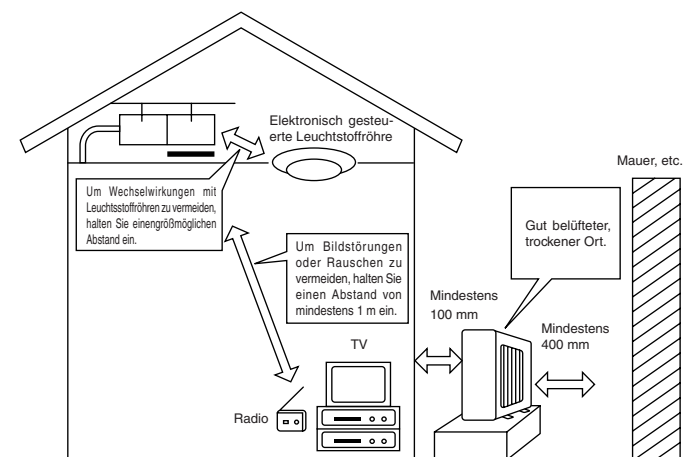 Elektronisch gesteu-
erte Leuchtstoffröhre
Mauer, etc.
Um Wechselwirkungen mit
Leuchtsstoffröhren zu vermeiden,
halten Sie einengrößmöglichen
Abstand ein.
Gut belüfteter,
trockener Ort.
Um Bildstörungen
oder Rauschen zu
vermeiden, halten Sie
einen Abstand von
mindestens 1 m ein.
Mindestens
100 mm
Mindestens
400 mm
TV
Radio